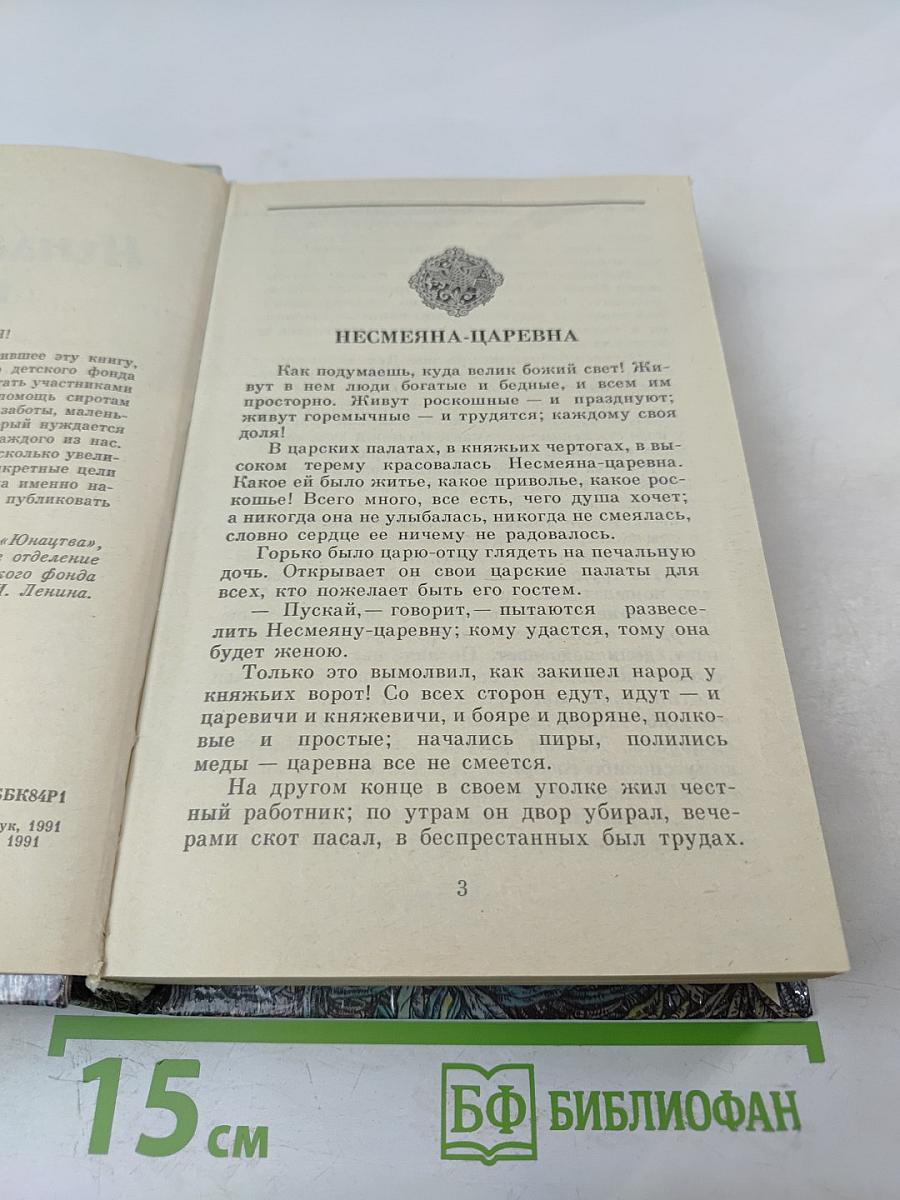 Я!
ившее эту книгу,
о детского фонда
тать участниками
помощь сиротам
заботы, малень-
орый нуждается
аждого из нас.
сколько увели-
нкретные цели
на именно на-
публиковать
«Юнацтва»,
е отделение
кого фонда
И. Ленина.
ББК84Р1
ук, 1991
1991
НЕСМЕЯНА-ЦАРЕВНА
Как подумаешь, куда велик божий свет! Жи-
вут в нем люди богатые и бедные, и всем им
просторно. Живут роскошные — и празднуют;
живут горемычные — и трудятся; каждому своя
доля!
В царских палатах, в княжьих чертогах, в вы-
соком терему красовалась Несмеяна-царевна.
Какое ей было житье, какое приволье, какое рос-
кошье! Всего много, все есть, чего душа хочет;
а никогда она не улыбалась, никогда не смеялась,
словно сердце ее ничему не радовалось.
Горько было царю-отцу глядеть на печальную
дочь. Открывает он свои царские палаты для
всех, кто пожелает быть его гостем.
— Пускай,— говорит,— пытаются развесе-
лить Несмеяну-царевну; кому удастся, тому она
будет женою.
Только это вымолвил, как закипел народ у
княжьих ворот! Со всех сторон едут, идут — и
царевичи и княжевичи, и бояре и дворяне, полко-
вые и простые; начались пиры, полились
меды — царевна все не смеется.
На другом конце в своем уголке жил чест-
ный работник; по утрам он двор убирал, вече-
рами скот пасал, в беспрестанных был трудах.
3
15 см
БФ БИБЛИОФАН